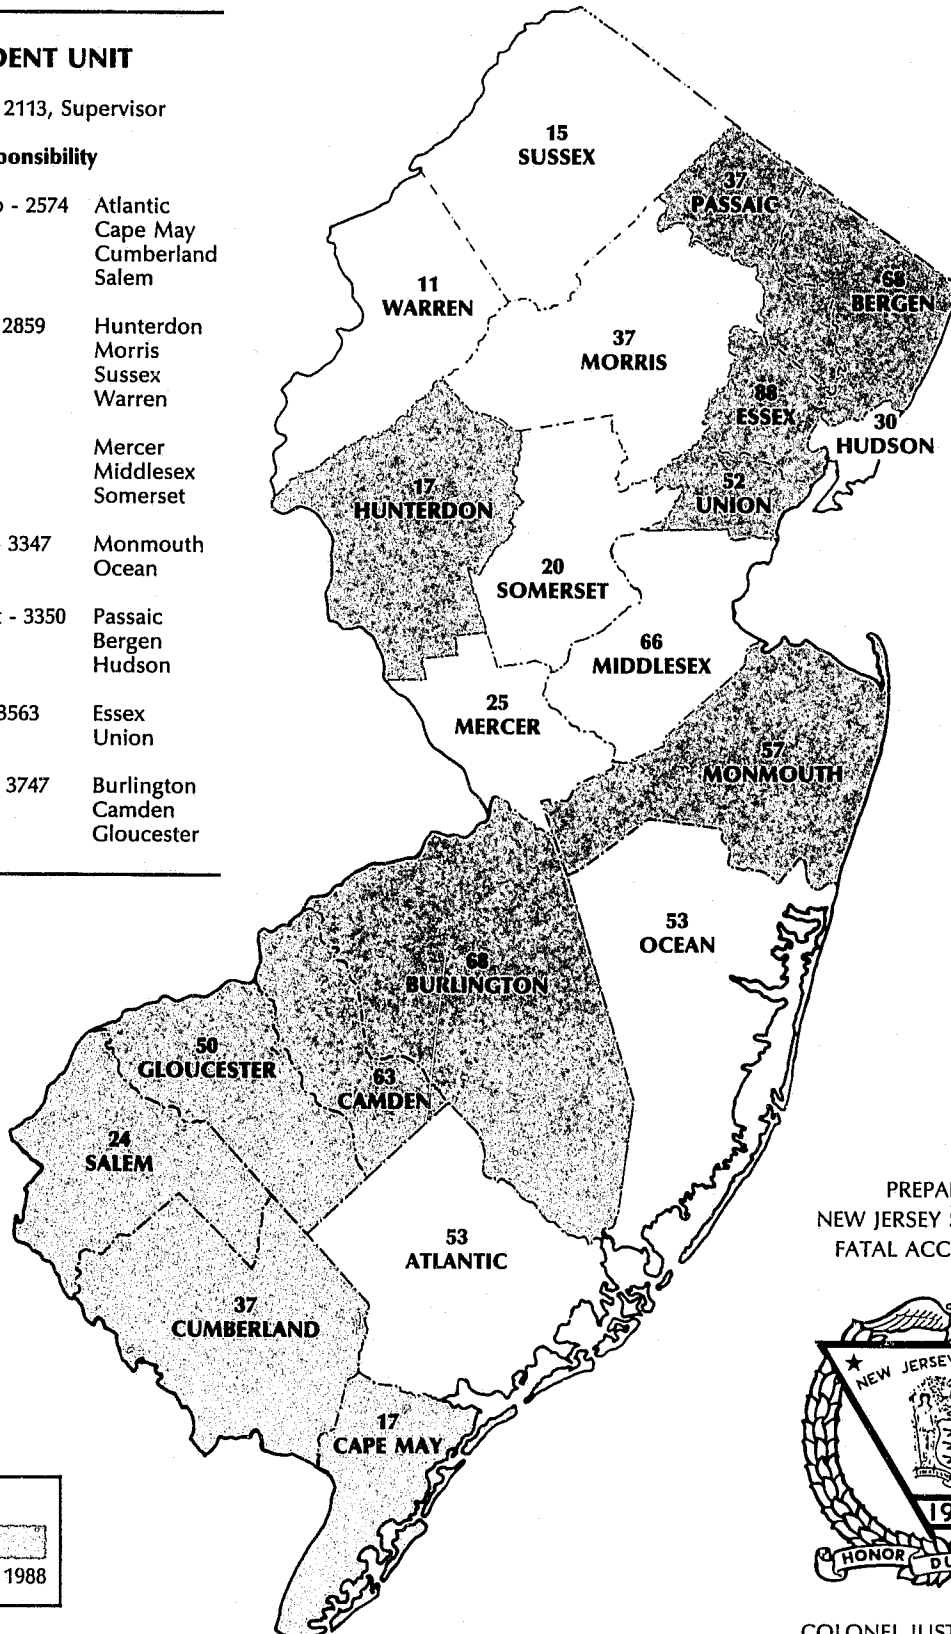 DENT UNIT
2113, Supervisor
ponsibility
- 2574 Atlantic
Cape May
Cumberland
Salem
2859 Hunterdon
Morris
Sussex
Warren
Mercer
Middlesex
Somerset
3347 Monmouth
Ocean
- 3350 Passaic
Bergen
Hudson
3563 Essex
Union
3747 Burlington
Camden
Gloucester
15
SUSSEX
37
PASSAIC
11
WARREN
68
BERGEN
37
MORRIS
88
ESSEX
30
HUDSON
17
HUNTERDON
52
UNION
20
SOMERSET
66
MIDDLESEX
25
MERCER
57
MONMOUTH
53
OCEAN
68
BURLINGTON
50
GLOUCESTER
63
CAMDEN
24
SALEM
53
ATLANTIC
37
CUMBERLAND
17
CAPE MAY
1988
PREPA
NEW JERSEY
FATAL ACC
NEW JERSEY
19
HONOR DU
COLONEL JUST